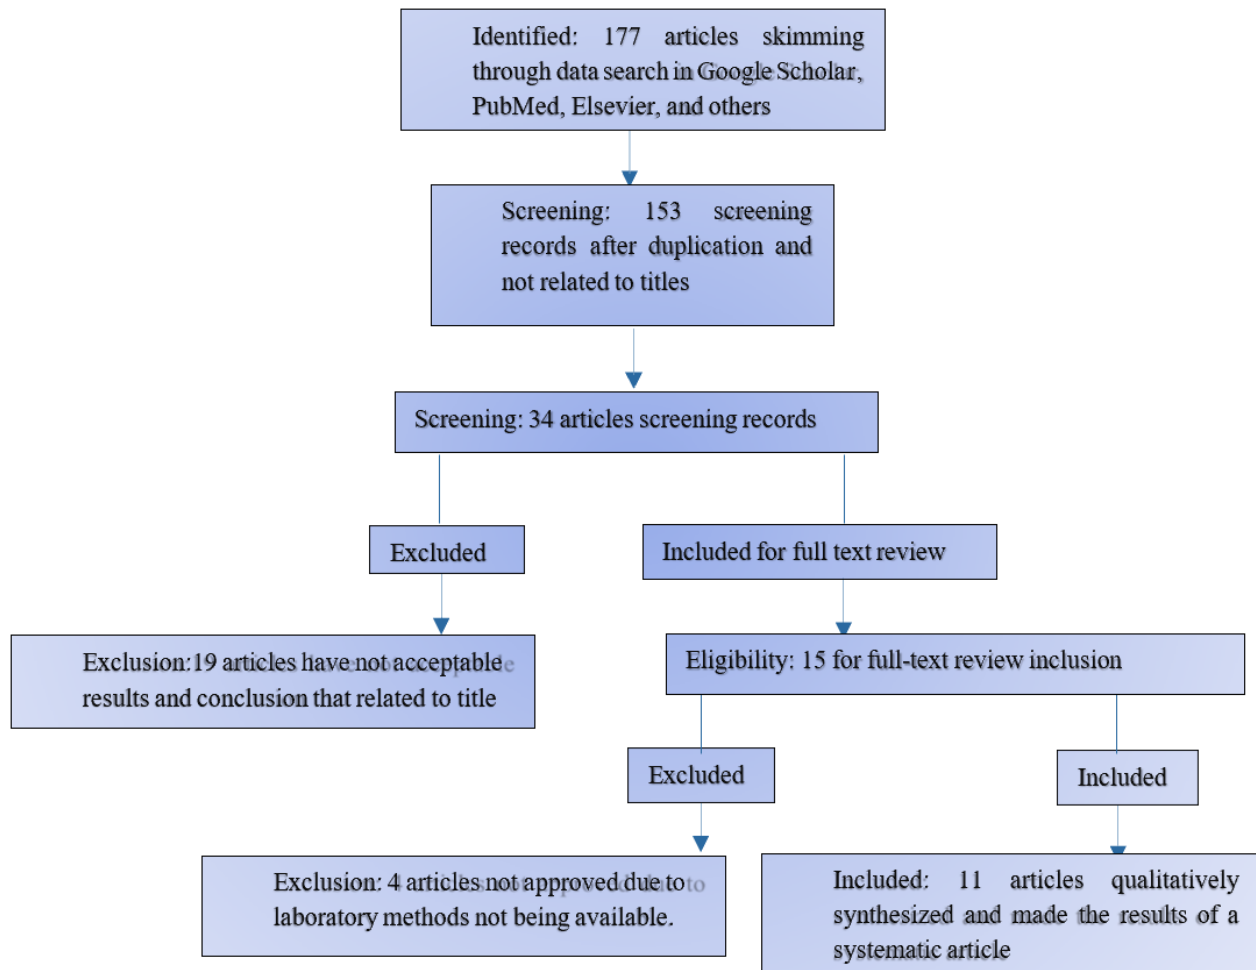 Identified: 177 articles skimming
through data search in Google Scholar,
PubMed, Elsevier, and others
Screening: 153 screening
records after duplication and
not related to titles
Screening: 34 articles screening records
Excluded
Included for full text review
Exclusion:19 articles have not acceptable
results and conclusion that related to title
Eligibility: 15 for full-text review inclusion
Excluded
Included
Exclusion: 4 articles not approved due to
laboratory methods not being available.
Included: 11 articles qualitatively
synthesized and made the results of a
systematic article